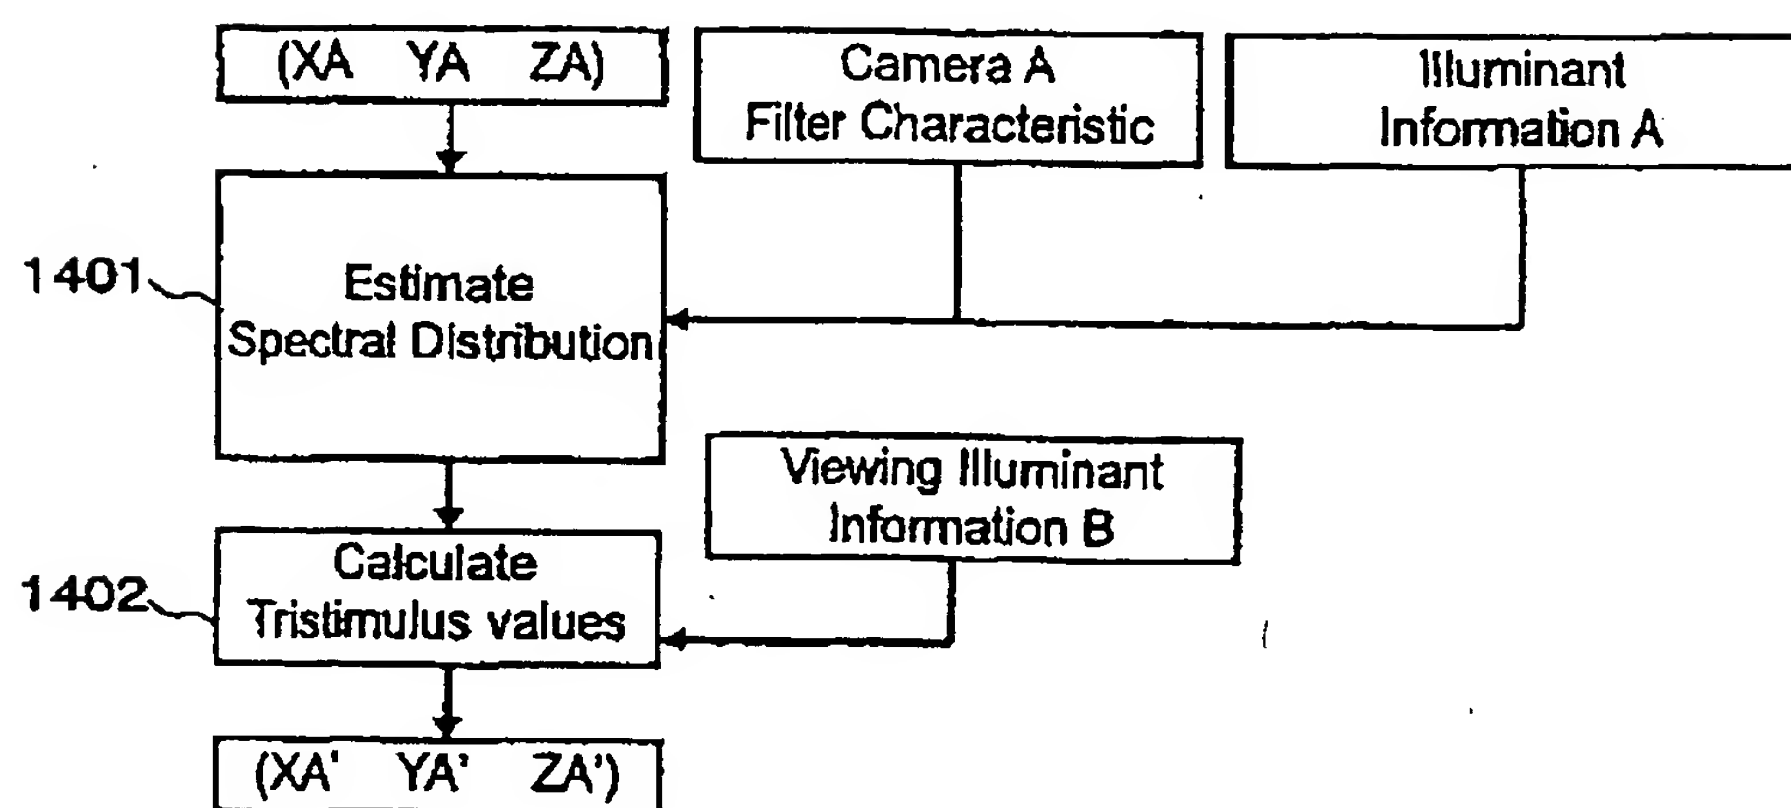 (XA YA ZA)
Camera A
Filter Characteristic
Illuminant
Information A
1401
Estimate
Spectral Distribution
Viewing Illuminant
Information B
1402
Calculate
Tristimulus values
(XA' YA' ZA')